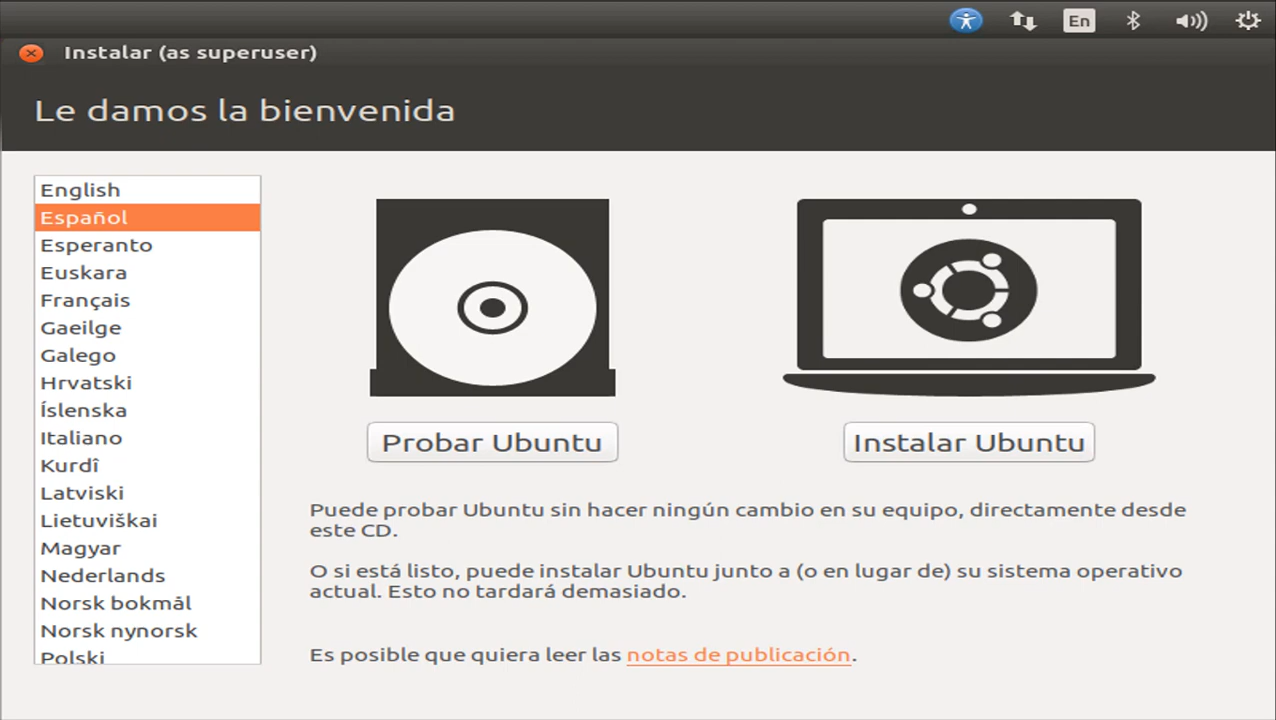 En
Instalar (as superuser)
Le damos la bienvenida
English
Español
Esperanto
Euskara
Français
Gaeilge
Galego
Hrvatski
Íslenska
Italiano
Kurdî
Latviski
Lietuviškai
Magyar
Nederlands
Norsk bokmål
Norsk nynorsk
Polski
Probar Ubuntu
Instalar Ubuntu
Puede probar Ubuntu sin hacer ningún cambio en su equipo, directamente desde
este CD.
O si está listo, puede instalar Ubuntu junto a (o en lugar de) su sistema operativo
actual. Esto no tardará demasiado.
Es posible que quiera leer las notas de publicación.